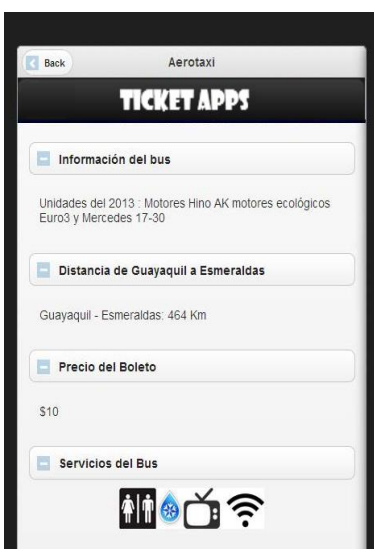 Back
Aerotaxi
TICKET APPS
Información del bus
Unidades del 2013 : Motores Hino AK motores ecológicos
Euro3 y Mercedes 17-30
Distancia de Guayaquil a Esmeraldas
Guayaquil - Esmeraldas: 464 Km
Precio del Boleto
$10
Servicios del Bus